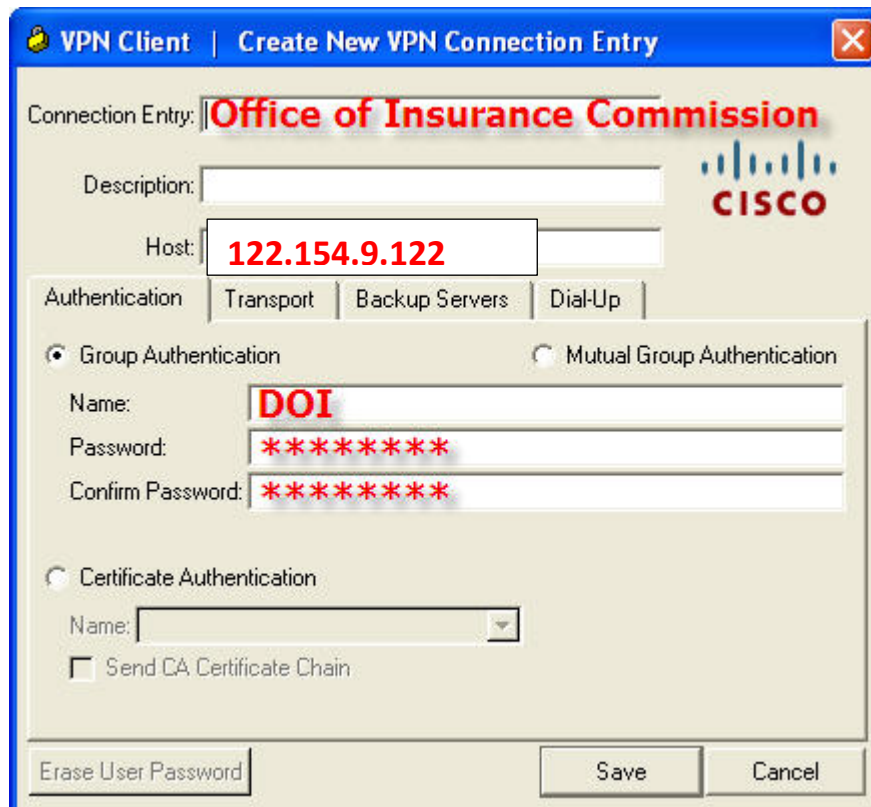 VPN Client | Create New VPN Connection Entry
Connection Entry: Office of Insurance Commission
CISCO
Description:
Host: 122.154.9.122
Authentication Transport Backup Servers Dial-Up
Group Authentication Mutual Group Authentication
Name: DOI
Password: ********
Confirm Password: ********
Certificate Authentication
Name:
Send CA Certificate Chain
Erase User Password Save Cancel